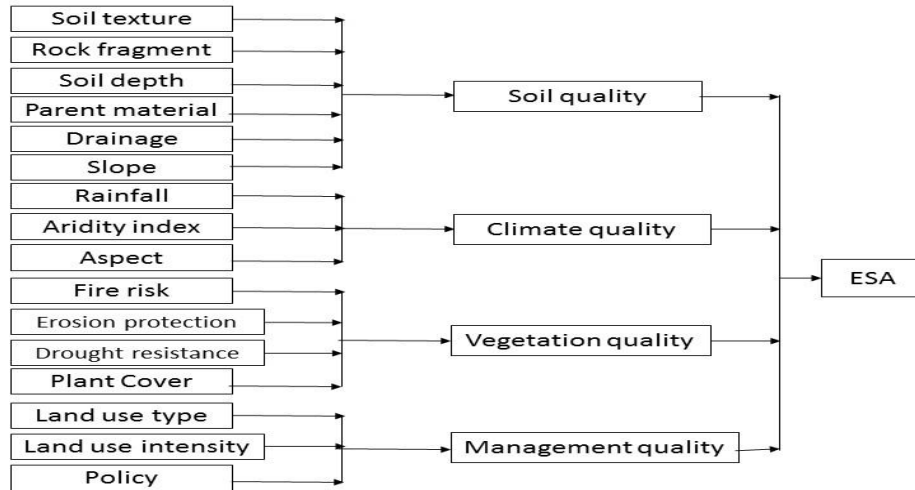 Soil texture
Rock fragment
Soil depth
Parent material
Drainage
Slope
Rainfall
Aridity index
Aspect
Fire risk
Erosion protection
Drought resistance
Plant Cover
Land use type
Land use intensity
Policy
Soil quality
Climate quality
Vegetation quality
Management quality
ESA